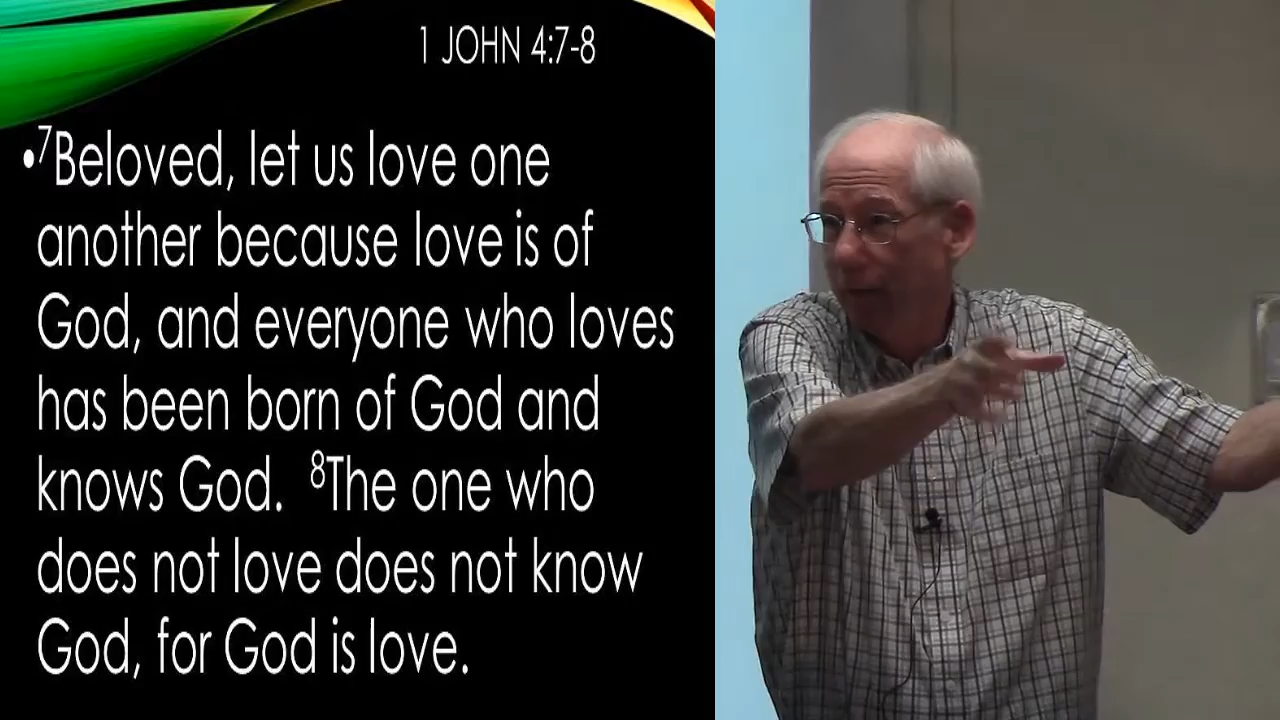 1 JOHN 4:7-8
•⁷Beloved, let us love one
another because love is of
God, and everyone who loves
has been born of God and
knows God. ⁸The one who
does not love does not know
God, for God is love.